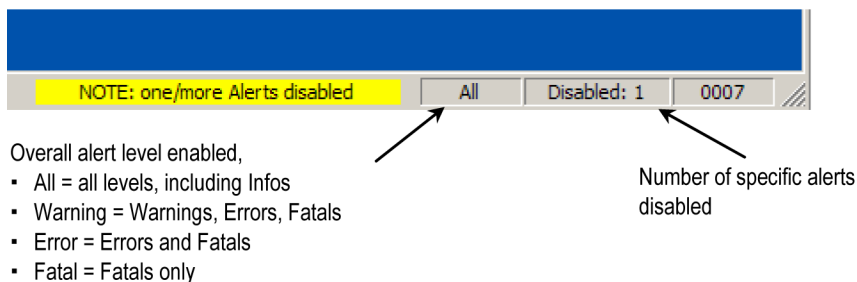 NOTE: one/more Alerts disabled All Disabled: 1 0007
Overall alert level enabled,
▪ All = all levels, including Infos
▪ Warning = Warnings, Errors, Fatals
▪ Error = Errors and Fatals
▪ Fatal = Fatals only
Number of specific alerts
disabled